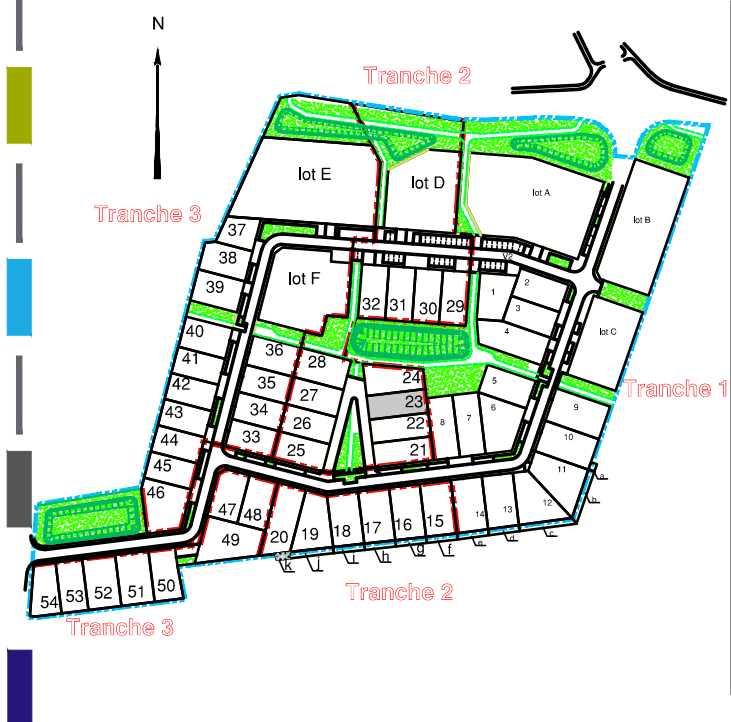 N
Tranche 2
lot E
lot D
lot A
lot B
Tranche 3
37
38
39
lot F
V2
32
31
30
29
1
2
3
4
lot C
40
41
42
43
44
45
46
36
35
34
33
28
27
26
25
24
23
22
21
8
7
6
5
Tranche 1
9
10
11
12
13
14
15
16
17
18
19
20
47
48
49
a
b
c
d
e
f
g
h
i
j
k
54
53
52
51
50
Tranche 2
Tranche 3